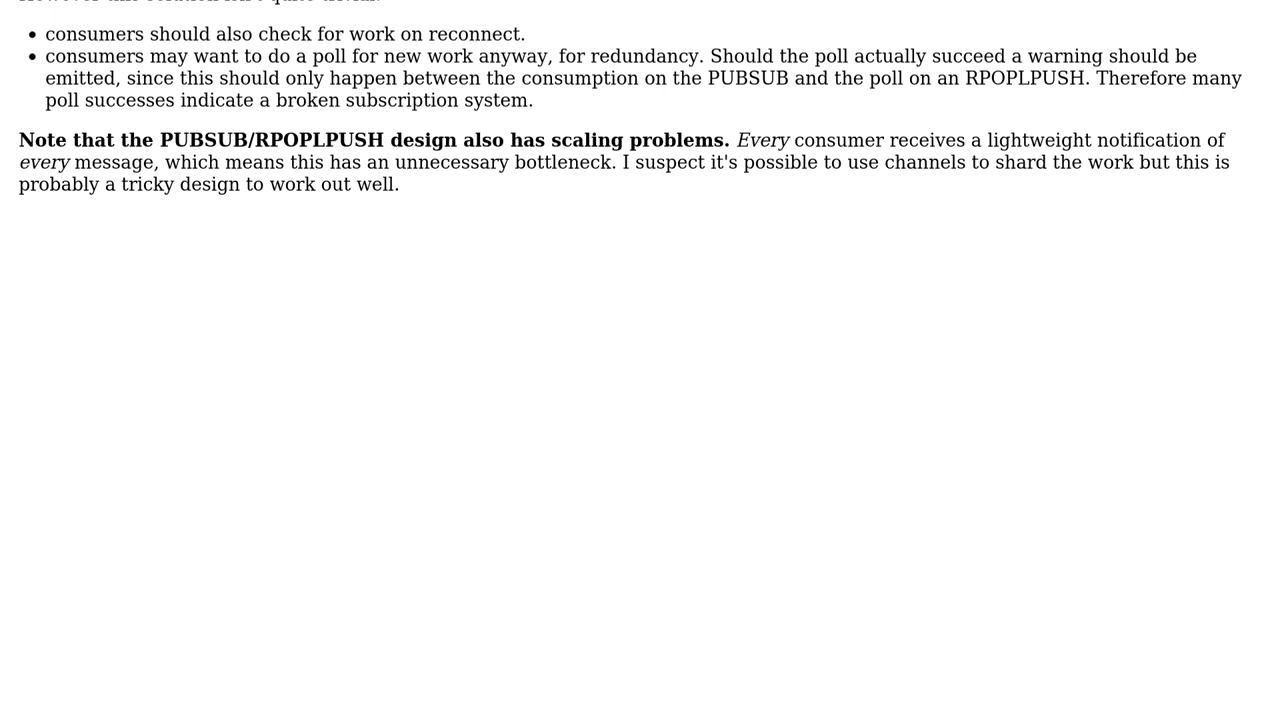 consumers should also check for work on reconnect.
consumers may want to do a poll for new work anyway, for redundancy. Should the poll actually succeed a warning should be
emitted, since this should only happen between the consumption on the PUBSUB and the poll on an RPOPLPUSH. Therefore many
poll successes indicate a broken subscription system.
Note that the PUBSUB/RPOPLPUSH design also has scaling problems. Every consumer receives a lightweight notification of
every message, which means this has an unnecessary bottleneck. I suspect it's possible to use channels to shard the work but this is
probably a tricky design to work out well.